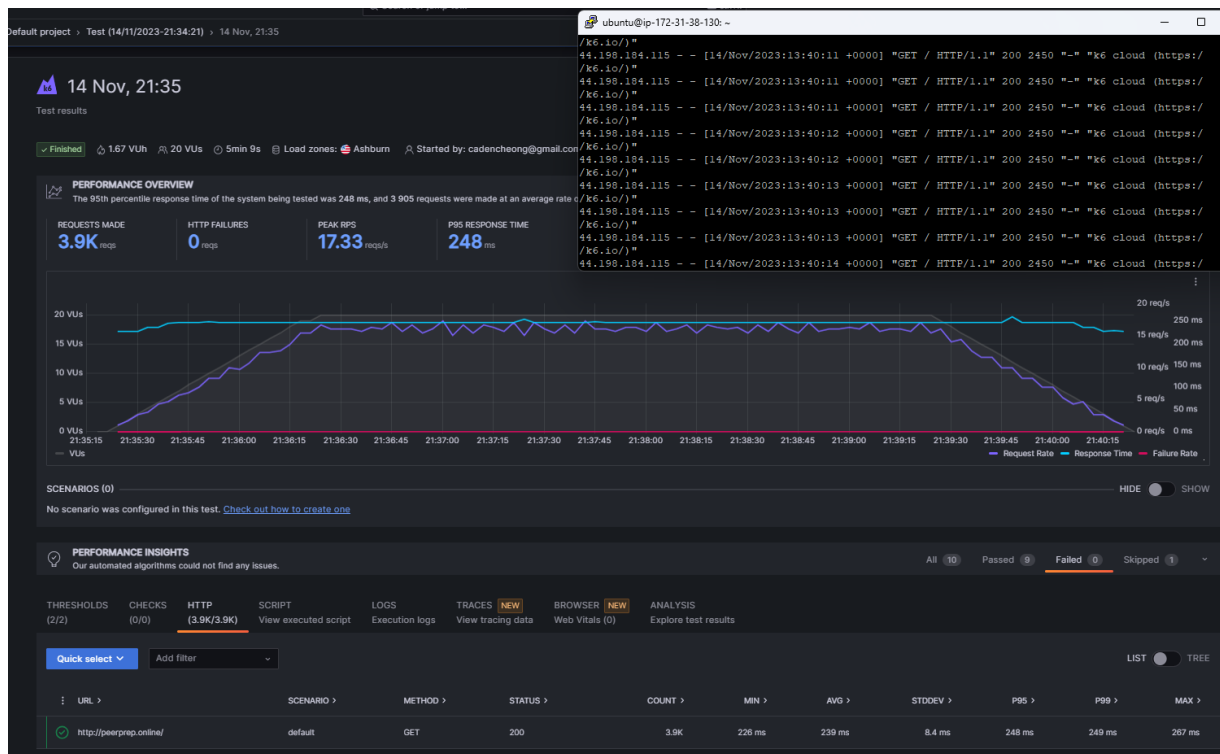 Default project > Test (14/11/2023-21:34:21) > 14 Nov, 21:35
ubuntu@ip-172-31-38-130: ~
/k6.io/)"
44.198.184.115 - - [14/Nov/2023:13:40:11 +0000] "GET / HTTP/1.1" 200 2450 "-" "k6 cloud (https:/
/k6.io/)"
44.198.184.115 - - [14/Nov/2023:13:40:11 +0000] "GET / HTTP/1.1" 200 2450 "-" "k6 cloud (https:/
/k6.io/)"
44.198.184.115 - - [14/Nov/2023:13:40:11 +0000] "GET / HTTP/1.1" 200 2450 "-" "k6 cloud (https:/
/k6.io/)"
44.198.184.115 - - [14/Nov/2023:13:40:12 +0000] "GET / HTTP/1.1" 200 2450 "-" "k6 cloud (https:/
/k6.io/)"
44.198.184.115 - - [14/Nov/2023:13:40:12 +0000] "GET / HTTP/1.1" 200 2450 "-" "k6 cloud (https:/
/k6.io/)"
44.198.184.115 - - [14/Nov/2023:13:40:13 +0000] "GET / HTTP/1.1" 200 2450 "-" "k6 cloud (https:/
/k6.io/)"
44.198.184.115 - - [14/Nov/2023:13:40:13 +0000] "GET / HTTP/1.1" 200 2450 "-" "k6 cloud (https:/
/k6.io/)"
44.198.184.115 - - [14/Nov/2023:13:40:13 +0000] "GET / HTTP/1.1" 200 2450 "-" "k6 cloud (https:/
/k6.io/)"
44.198.184.115 - - [14/Nov/2023:13:40:14 +0000] "GET / HTTP/1.1" 200 2450 "-" "k6 cloud (https:/
k6 14 Nov, 21:35
Test results
Finished 1.67 VUh 20 VUs 5min 9s Load zones: Ashburn Started by: cadencheong@gmail.com
PERFORMANCE OVERVIEW
The 95th percentile response time of the system being tested was 248 ms, and 3 905 requests were made at an average rate
REQUESTS MADE HTTP FAILURES PEAK RPS P95 RESPONSE TIME
3.9K reqs 0 reqs 17.33 reqs/s 248 ms
20 req/s
20 VUs 250 ms
15 req/s
15 VUs 200 ms
10 req/s 150 ms
10 VUs
100 ms
5 VUs 5 req/s
50 ms
0 VUs 0 req/s 0 ms
21:35:15 21:35:30 21:35:45 21:36:00 21:36:15 21:36:30 21:36:45 21:37:00 21:37:15 21:37:30 21:37:45 21:38:00 21:38:15 21:38:30 21:38:45 21:39:00 21:39:15 21:39:30 21:39:45 21:40:00 21:40:15
VUs Request Rate Response Time Failure Rate
SCENARIOS (0) HIDE SHOW
No scenario was configured in this test. Check out how to create one
PERFORMANCE INSIGHTS
Our automated algorithms could not find any issues.
All 10 Passed 9 Failed 0 Skipped 1
THRESHOLDS CHECKS HTTP SCRIPT LOGS TRACES NEW BROWSER NEW ANALYSIS
(2/2) (0/0) (3.9K/3.9K) View executed script Execution logs View tracing data Web Vitals (0) Explore test results
Quick select Add filter LIST TREE
URL > SCENARIO > METHOD > STATUS > COUNT > MIN > AVG > STDDEV > P95 > P99 > MAX >
http://peerprep.online/ default GET 200 3.9K 226 ms 239 ms 8.4 ms 248 ms 249 ms 267 ms